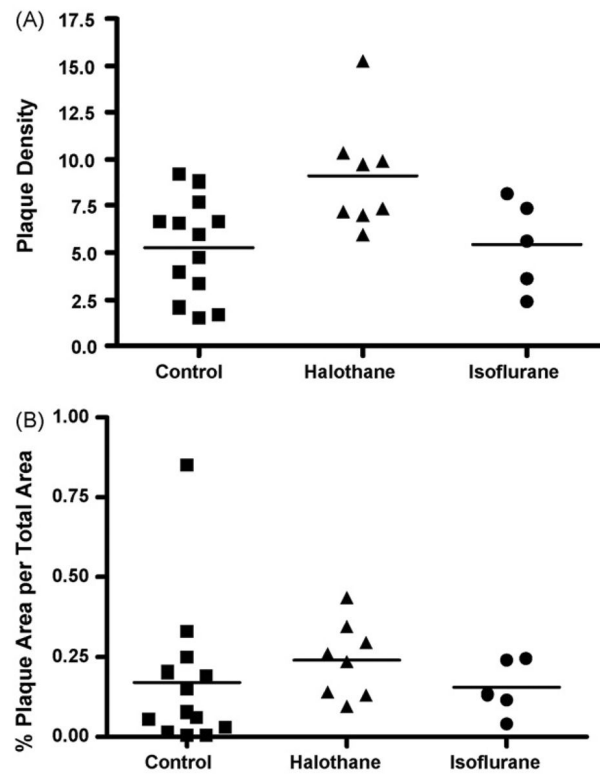 (A)
Plaque Density
17.5
15.0
12.5
10.0
7.5
5.0
2.5
0.0
Control Halothane Isoflurane
(B)
% Plaque Area per Total Area
1.00
0.75
0.50
0.25
0.00
Control Halothane Isoflurane